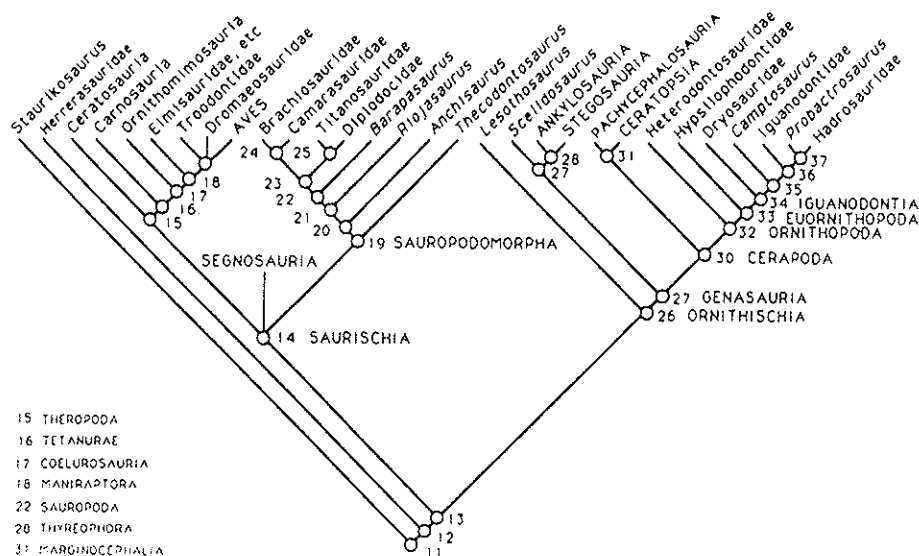 Staurikosaurus
Herrerasauridae
Ceratosauria
Carnosauria
Ornithomimosauria
Elmisauridae, etc
Troodontidae
Dromaeosauridae
AVES
Brachiosauridae
Camarasauridae
Titanosauridae
Diplodocidae
Barapasaurus
Riojasaurus
Anchisaurus
Thecodontosaurus
Lesothosaurus
Scelidosaurus
ANKYLOSAURIA
STEGOSAURIA
PACHYCEPHALOSAURIA
CERATOPSIA
Heterodontosauridae
Hypsilophodontidae
Dryosauridae
Camptosaurus
Iguanodontidae
Probactrosaurus
Hadrosauridae
24
25
18
17
16
15
23
22
21
20
19 SAUROPODOMORPHA
28
27
31
37
36
35
34 IGUANODONTIA
33 EUORNITHOPODA
32 ORNITHOPODA
30 CERAPODA
SEGNOSAURIA
27 GENASAURIA
26 ORNITHISCHIA
14 SAURISCHIA
15 THEROPODA
16 TETANURAE
17 COELUROSAURIA
18 MANIRAPTORA
22 SAUROPODA
28 THYREOPHORA
31 MARGINOCEPHALIA
13
12
11